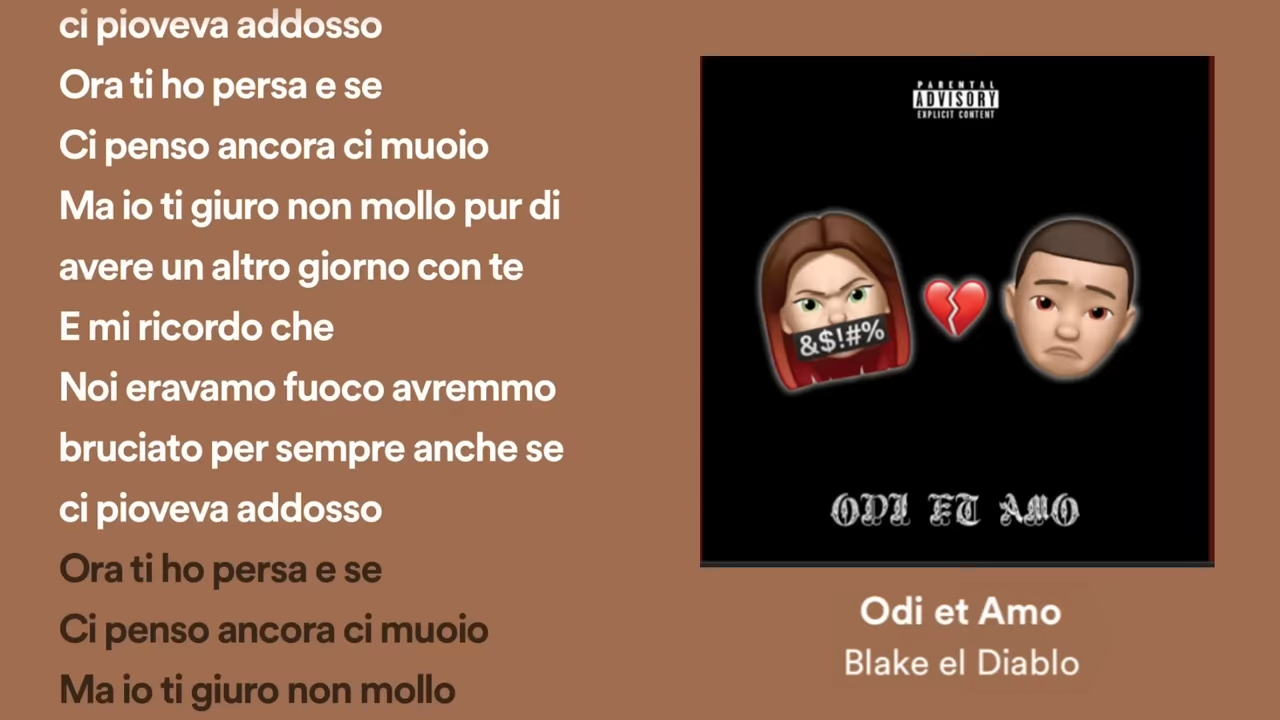 ci pioveva addosso
Ora ti ho persa e se
Ci penso ancora ci muoio
Ma io ti giuro non mollo pur di
avere un altro giorno con te
E mi ricordo che
Noi eravamo fuoco avremmo
bruciato per sempre anche se
ci pioveva addosso
Ora ti ho persa e se
Ci penso ancora ci muoio
Ma io ti giuro non mollo
PARENTAL
ADVISORY
EXPLICIT CONTENT
&$!#%
ODI ET AMO
Odi et Amo
Blake el Diablo